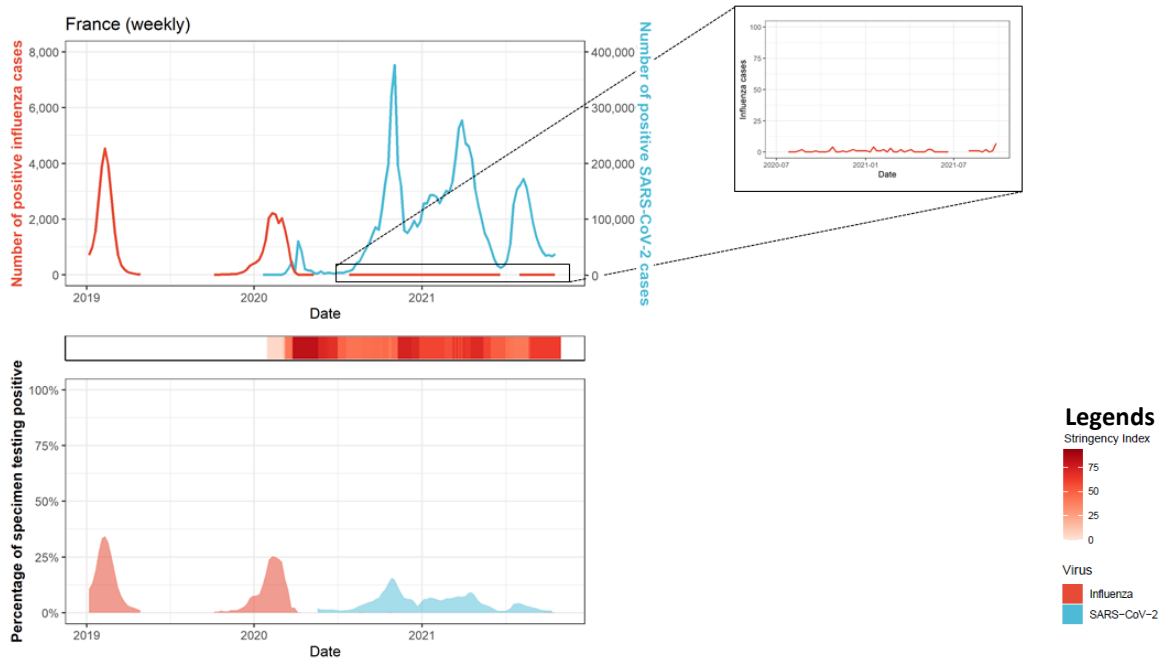 France (weekly)
Number of positive influenza cases
8,000
6,000
4,000
2,000
0
400,000
300,000
200,000
100,000
0
Number of positive SARS-CoV-2 cases
2019
2020
2021
Date
Influenza cases
100
75
50
25
0
2020-07
2021-01
2021-07
Date
Percentage of specimen testing positive
100%
75%
50%
25%
0%
2019
2020
2021
Date
Legends
Stringency Index
75
50
25
0
Virus
Influenza
SARS-CoV-2